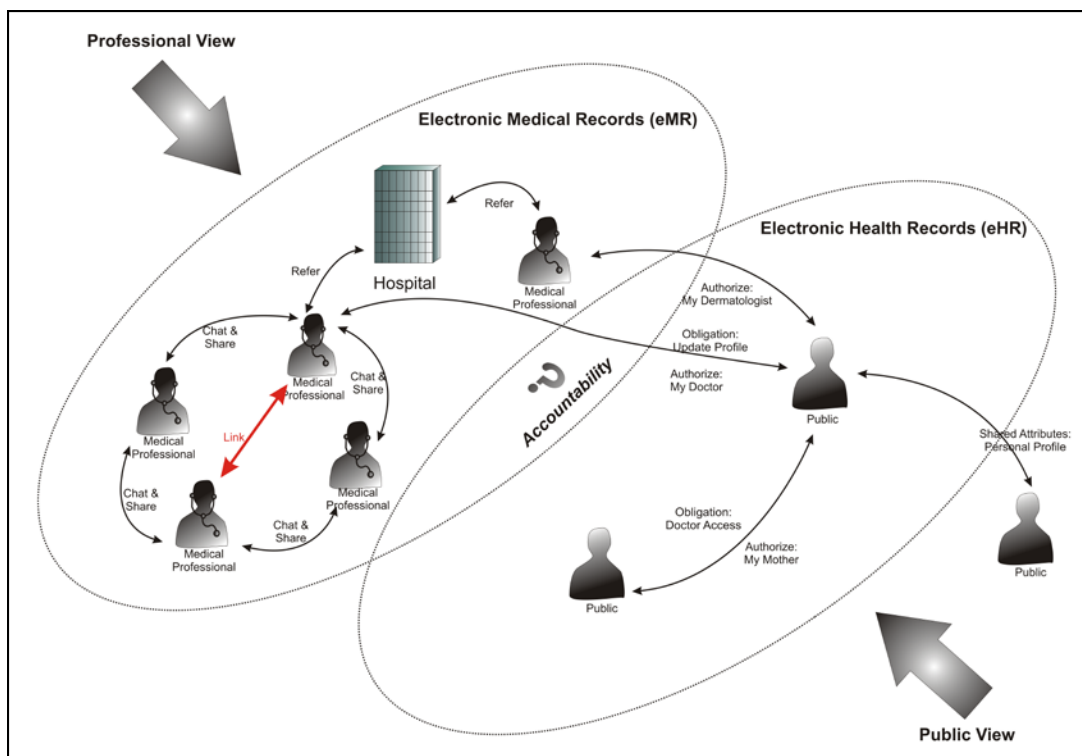 Professional View
Electronic Medical Records (eMR)
Refer
Electronic Health Records (eHR)
Refer
Hospital
Medical
Professional
Authorize:
My Dermatologist
Chat &
Share
Obligation:
Update Profile
Medical
Professional
Chat &
Share
Authorize:
My Doctor
?
Accountability
Public
Link
Medical
Professional
Shared Attributes:
Personal Profile
Medical
Professional
Chat &
Share
Obligation:
Doctor Access
Chat &
Share
Medical
Professional
Authorize:
My Mother
Public
Public
Public View